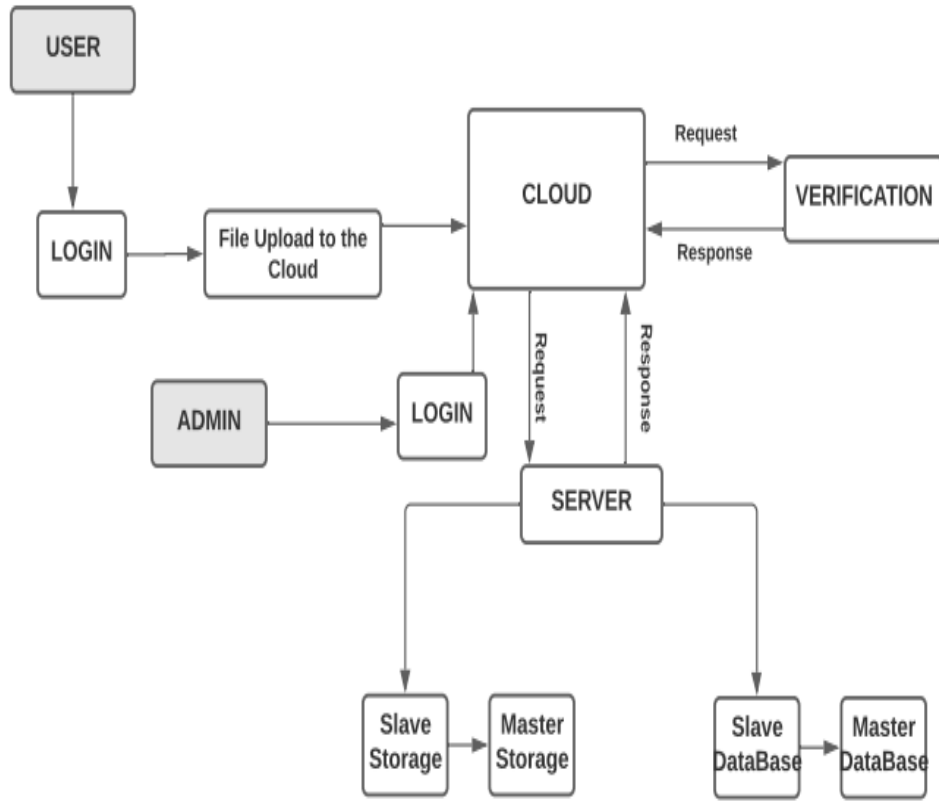 USER
Request
CLOUD
VERIFICATION
LOGIN
File Upload to the
Cloud
Response
Request
Response
ADMIN
LOGIN
SERVER
Slave
Storage
Master
Storage
Slave
DataBase
Master
DataBase